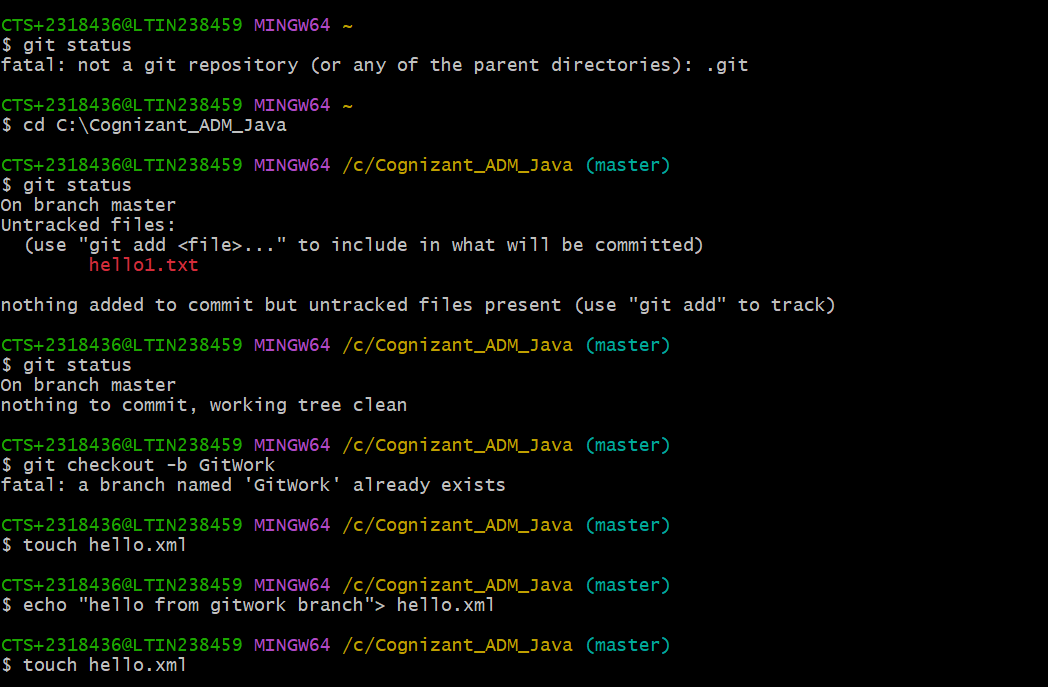 CTS+2318436@LTIN238459 MINGW64 ~
$ git status
fatal: not a git repository (or any of the parent directories): .git
CTS+2318436@LTIN238459 MINGW64 ~
$ cd C:\Cognizant_ADM_Java
CTS+2318436@LTIN238459 MINGW64 /c/Cognizant_ADM_Java (master)
$ git status
On branch master
Untracked files:
  (use "git add <file>..." to include in what will be committed)
        hello1.txt
nothing added to commit but untracked files present (use "git add" to track)
CTS+2318436@LTIN238459 MINGW64 /c/Cognizant_ADM_Java (master)
$ git status
On branch master
nothing to commit, working tree clean
CTS+2318436@LTIN238459 MINGW64 /c/Cognizant_ADM_Java (master)
$ git checkout -b GitWork
fatal: a branch named 'GitWork' already exists
CTS+2318436@LTIN238459 MINGW64 /c/Cognizant_ADM_Java (master)
$ touch hello.xml
CTS+2318436@LTIN238459 MINGW64 /c/Cognizant_ADM_Java (master)
$ echo "hello from gitwork branch"> hello.xml
CTS+2318436@LTIN238459 MINGW64 /c/Cognizant_ADM_Java (master)
$ touch hello.xml